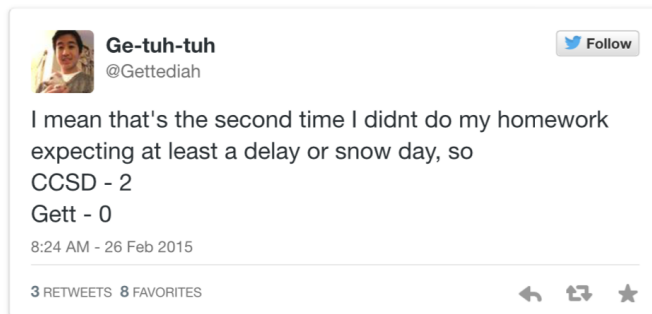 Ge-tuh-tuh
Follow
@Gettediah
I mean that's the second time I didnt do my homework
expecting at least a delay or snow day, so
CCSD - 2
Gett - 0
8:24 AM - 26 Feb 2015
3 RETWEETS 8 FAVORITES